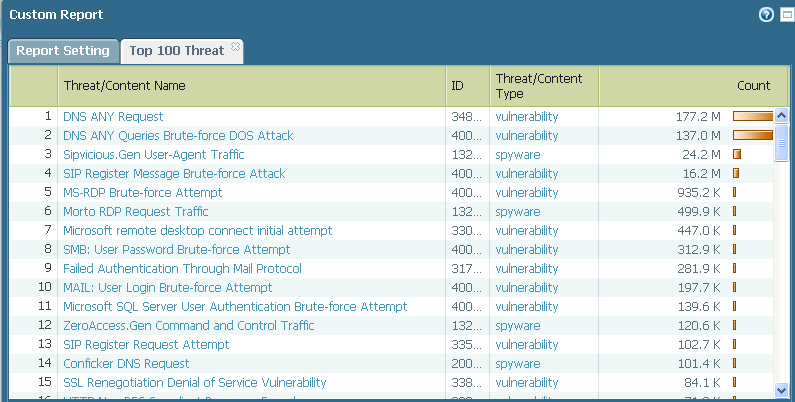 Custom Report
Report Setting Top 100 Threat
Threat/Content Name ID Threat/Content Type Count
1 DNS ANY Request 348... vulnerability 177.2 M
2 DNS ANY Queries Brute-force DOS Attack 400... vulnerability 137.0 M
3 Sipvicious.Gen User-Agent Traffic 132... spyware 24.2 M
4 SIP Register Message Brute-force Attack 400... vulnerability 16.2 M
5 MS-RDP Brute-force Attempt 400... vulnerability 935.2 K
6 Morto RDP Request Traffic 132... spyware 499.9 K
7 Microsoft remote desktop connect initial attempt 330... vulnerability 447.0 K
8 SMB: User Password Brute-force Attempt 400... vulnerability 312.9 K
9 Failed Authentication Through Mail Protocol 317... vulnerability 281.9 K
10 MAIL: User Login Brute-force Attempt 400... vulnerability 197.7 K
11 Microsoft SQL Server User Authentication Brute-force Attempt 400... vulnerability 139.6 K
12 ZeroAccess.Gen Command and Control Traffic 132... spyware 120.6 K
13 SIP Register Request Attempt 335... vulnerability 102.7 K
14 Conficker DNS Request 200... spyware 101.4 K
15 SSL Renegotiation Denial of Service Vulnerability 338... vulnerability 84.1 K